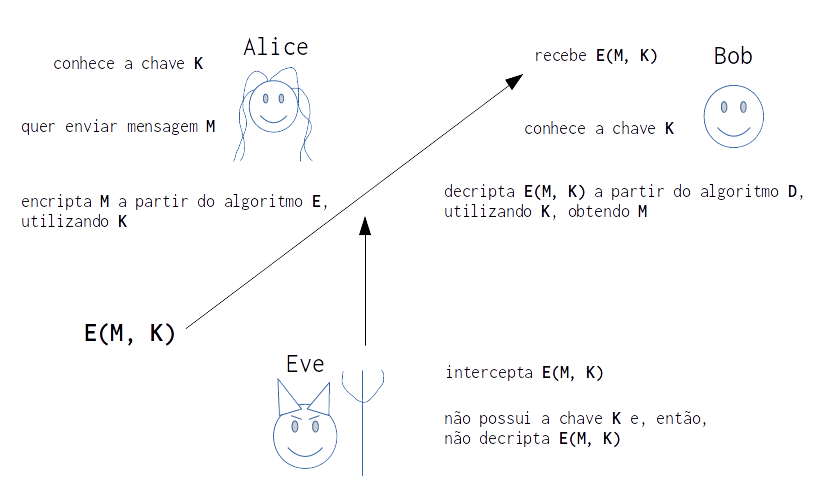 Alice
conhece a chave K
quer enviar mensagem M
encripta M a partir do algoritmo E,
utilizando K
E(M, K)
recebe E(M, K)
Bob
conhece a chave K
decripta E(M, K) a partir do algoritmo D,
utilizando K, obtendo M
Eve
intercepta E(M, K)
não possui a chave K e, então,
não decripta E(M, K)